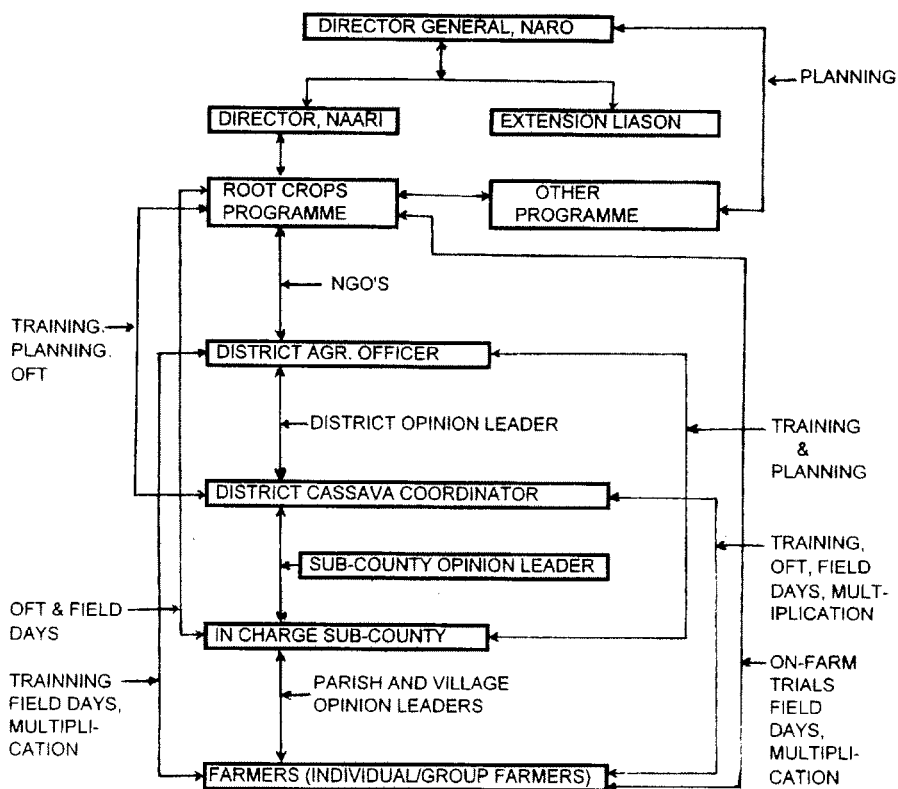 DIRECTOR GENERAL, NARO
PLANNING
DIRECTOR, NAARI
EXTENSION LIASON
ROOT CROPS
PROGRAMME
OTHER
PROGRAMME
NGO'S
TRAINING.
PLANNING.
OFT
DISTRICT AGR. OFFICER
DISTRICT OPINION LEADER
TRAINING
&
PLANNING
DISTRICT CASSAVA COORDINATOR
TRAINING,
OFT, FIELD
DAYS, MULT-
IPLICATION
SUB-COUNTY OPINION LEADER
OFT & FIELD
DAYS
IN CHARGE SUB-COUNTY
ON-FARM
TRIALS
FIELD
DAYS,
MULTIPLI-
CATION
TRAINNING
FIELD DAYS,
MULTIPLI-
CATION
PARISH AND VILLAGE
OPINION LEADERS
FARMERS (INDIVIDUAL/GROUP FARMERS)